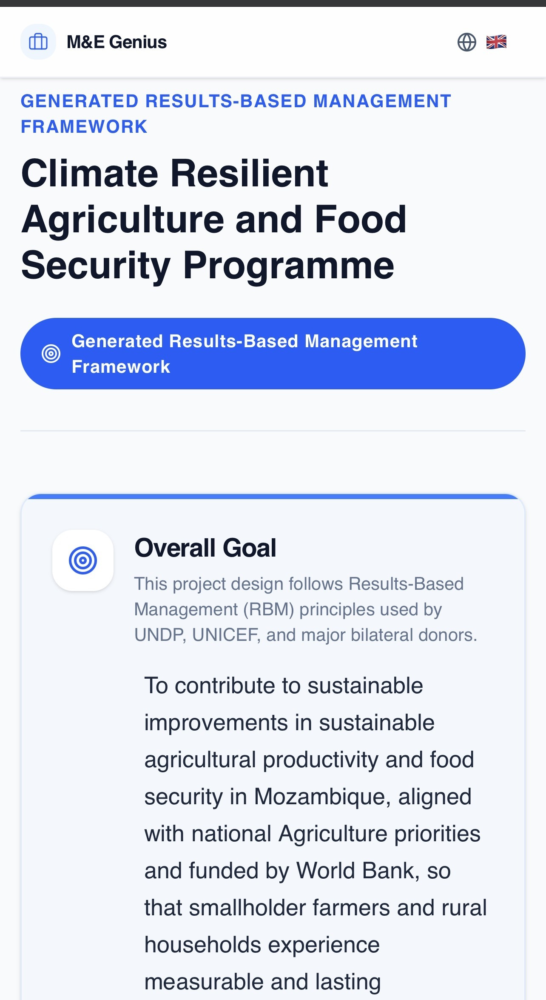 M&E Genius
GENERATED RESULTS-BASED MANAGEMENT
FRAMEWORK
Climate Resilient
Agriculture and Food
Security Programme
Generated Results-Based Management
Framework
Overall Goal
This project design follows Results-Based
Management (RBM) principles used by
UNDP, UNICEF, and major bilateral donors.
To contribute to sustainable
improvements in sustainable
agricultural productivity and food
security in Mozambique, aligned
with national Agriculture priorities
and funded by World Bank, so
that smallholder farmers and rural
households experience
measurable and lasting